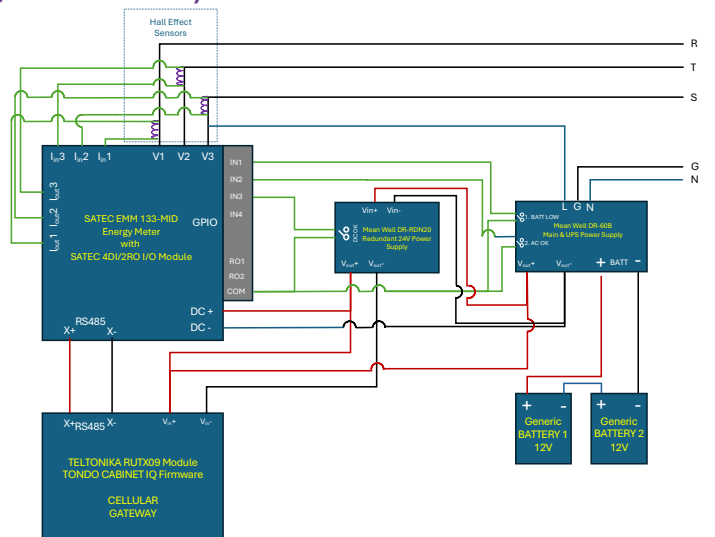 Hall Effect
Sensors
R
T
S
G
N
Iin3 Iin2 Iin1 V1 V2 V3
Iout3
Iout2
Iout1
SATEC EMM 133-MID
Energy Meter
with
SATEC 4DI/2RO I/O Module
GPIO
IN1
IN2
IN3
IN4
RO1
RO2
COM
DC +
DC -
RS485
X+ X-
Vin+ Vin-
DC OK
Mean Well DR-RDN20
Redundant 24V Power
Supply
Vout+ Vout-
L G N
1. BATT LOW
Mean Well DR-60B
Main & UPS Power Supply
2. AC OK
Vout+ Vout- + BATT -
+ -
Generic
BATTERY 1
12V
+ -
Generic
BATTERY 2
12V
X+ RS485 X- Vin+ Vin-
TELTONIKA RUTX09 Module
TONDO CABINET IQ Firmware
CELLULAR
GATEWAY